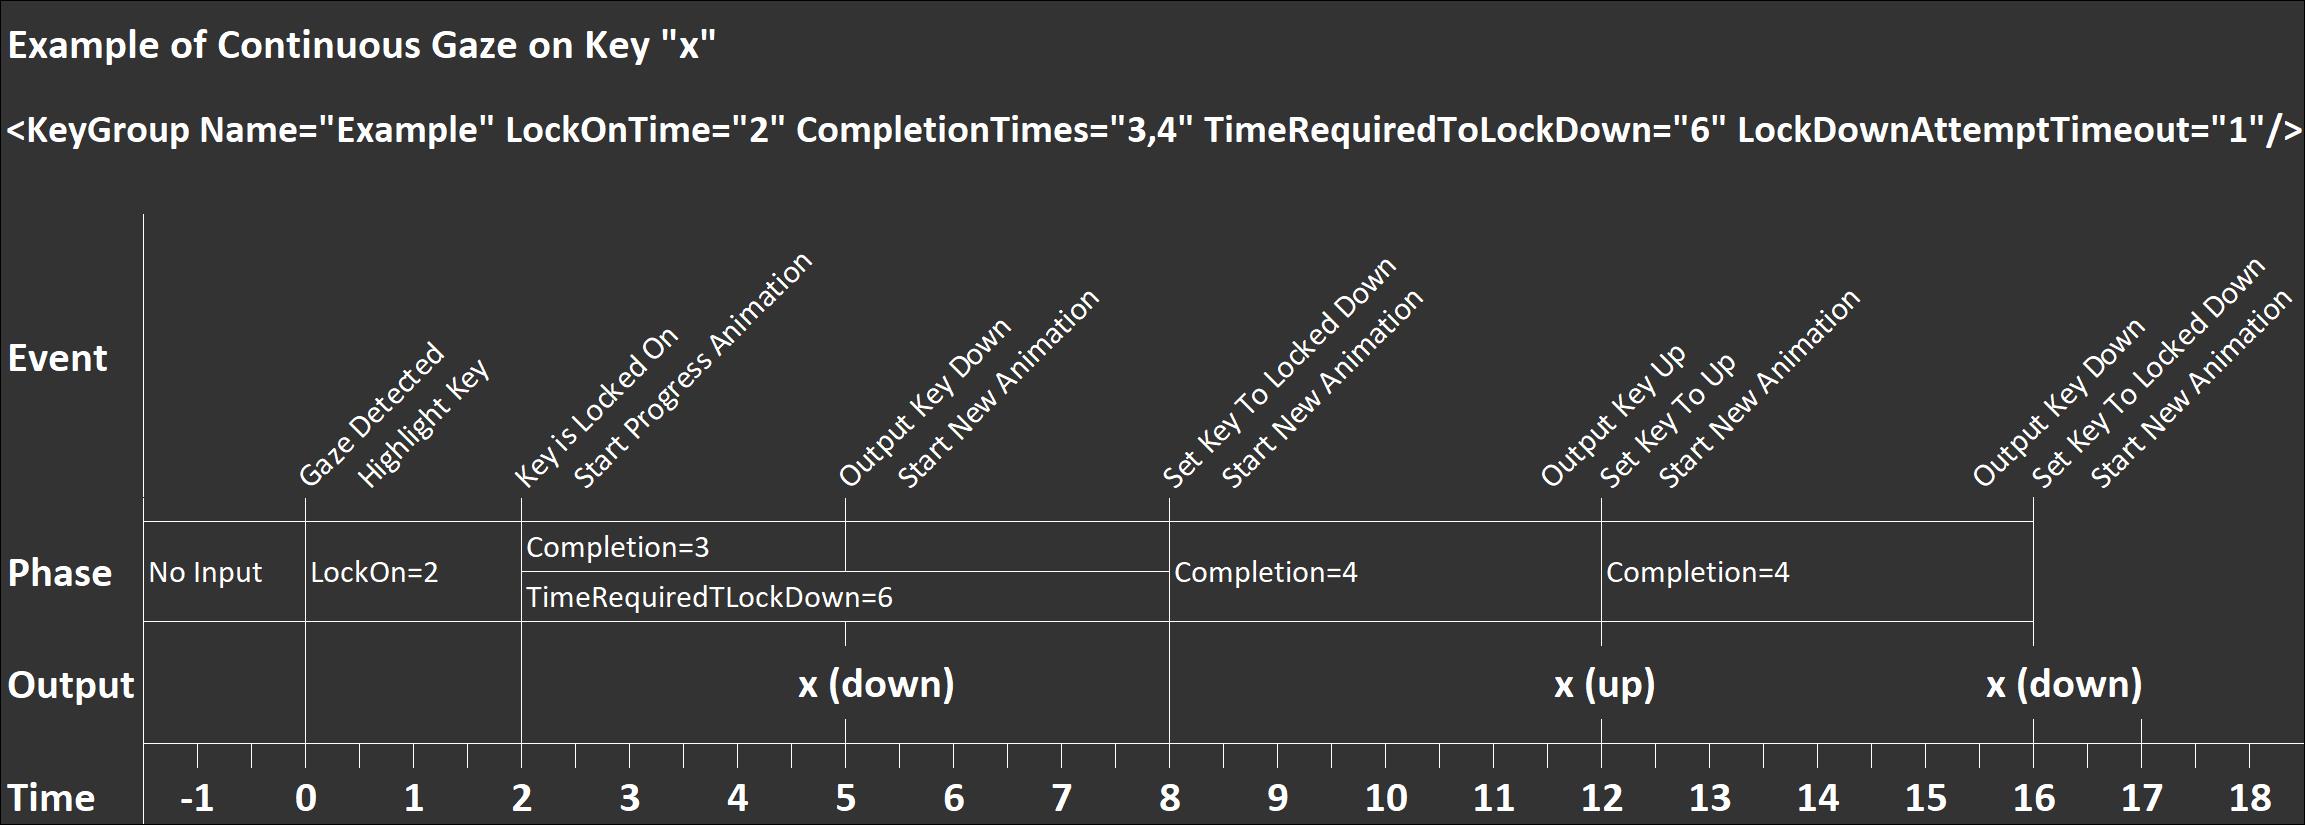 Example of Continuous Gaze on Key "x"
<KeyGroup Name="Example" LockOnTime="2" CompletionTimes="3,4" TimeRequiredToLockDown="6" LockDownAttemptTimeout="1"/>
Event
Gaze Detected
Highlight Key
Key is Locked On
Start Progress Animation
Output Key Down
Start New Animation
Set Key To Locked Down
Start New Animation
Output Key Up
Set Key To Up
Start New Animation
Output Key Down
Set Key To Locked Down
Start New Animation
Phase
No Input
LockOn=2
Completion=3
TimeRequiredTLockDown=6
Completion=4
Completion=4
Output
x (down)
x (up)
x (down)
Time
-1 0 1 2 3 4 5 6 7 8 9 10 11 12 13 14 15 16 17 18